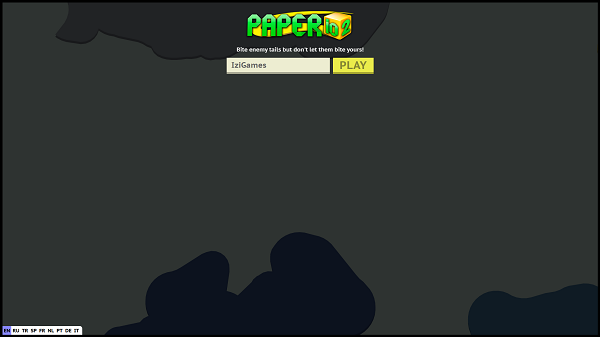 PAPER io 2
Bite enemy tails but don't let them bite yours!
IziGames PLAY
EN RU TR SP FR NL PT DE IT